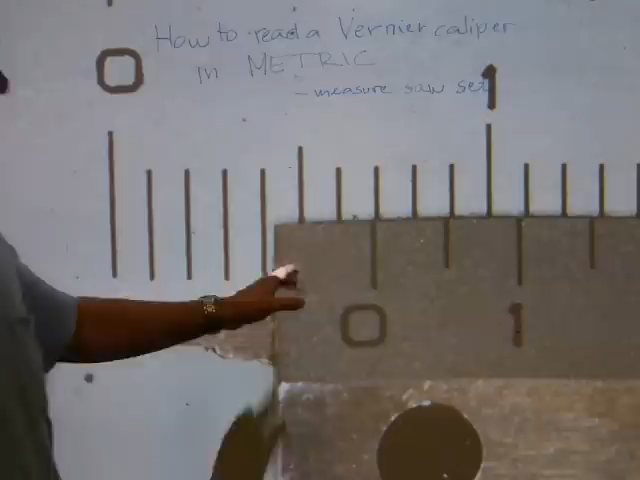 How to read a Vernier caliper
in METRIC
- measure saw set
0 1
0 1